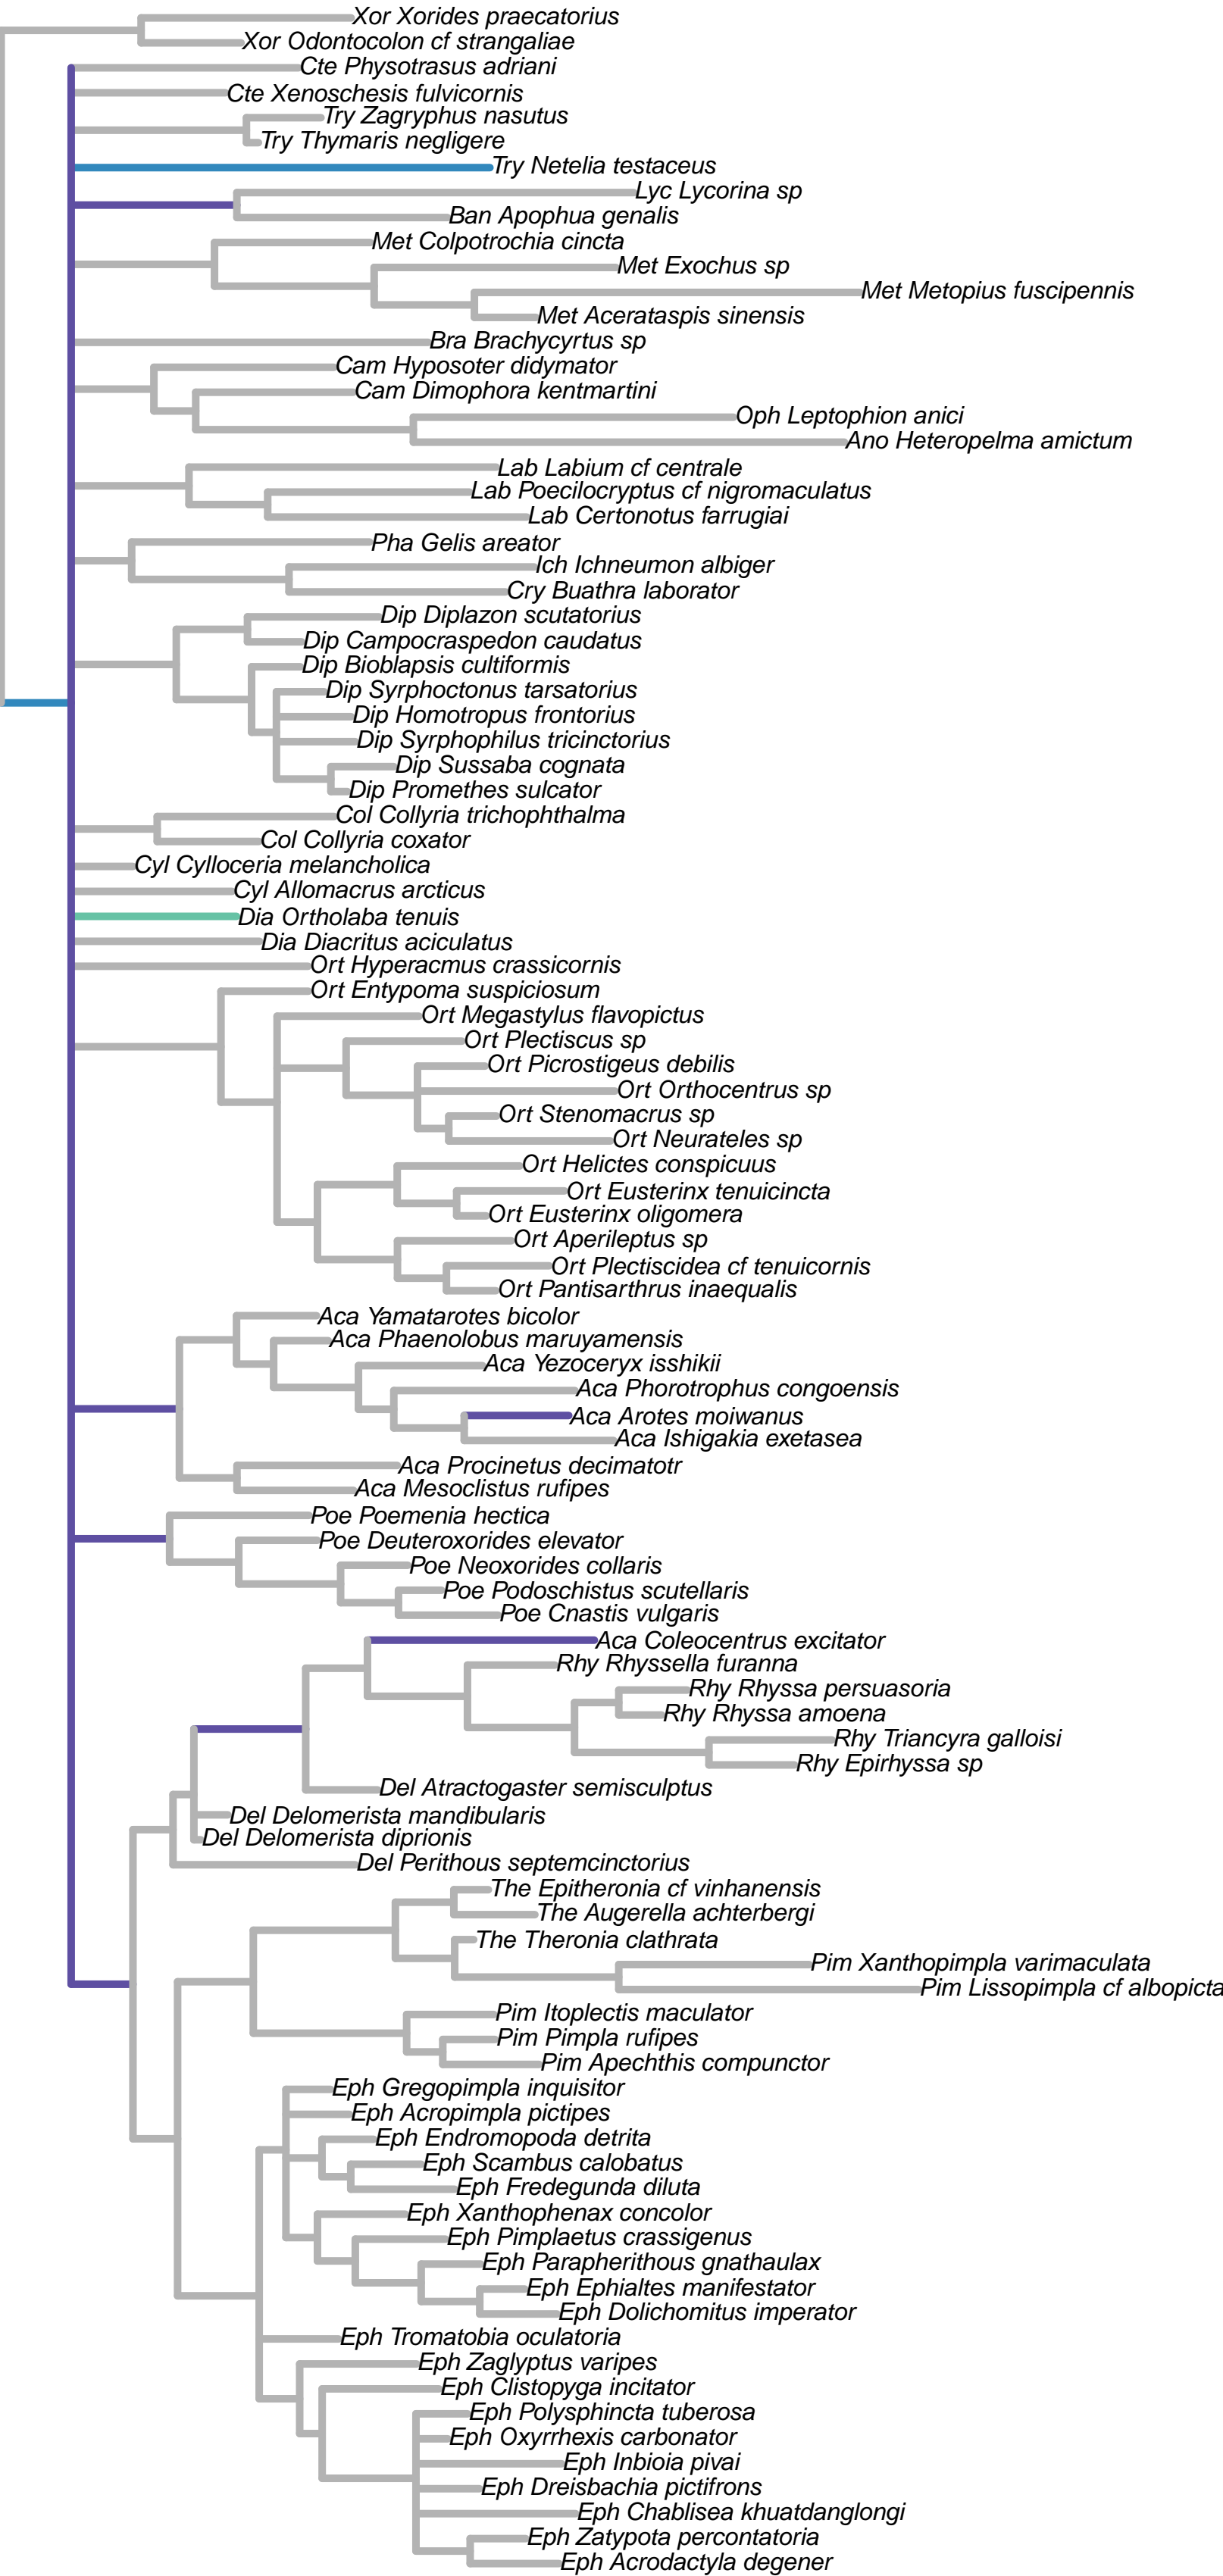 Xor Xorides praecatorius
Xor Odontocolon cf strangaliae
Cte Physotrasus adriani
Cte Xenoschesis fulvicornis
Try Zagryphus nasutus
Try Thymaris negligere
Try Netelia testaceus
Lyc Lycorina sp
Ban Apophua genalis
Met Colpotrochia cincta
Met Exochus sp
Met Metopius fuscipennis
Met Acerataspis sinensis
Bra Brachycyrtus sp
Cam Hyposoter didymator
Cam Dimophora kentmartini
Oph Leptophion anici
Ano Heteropelma amictum
Lab Labium cf centrale
Lab Poecilocryptus cf nigromaculatus
Lab Certonotus farrugiai
Pha Gelis areator
Ich Ichneumon albiger
Cry Buathra laborator
Dip Diplazon scutatorius
Dip Campocraspedon caudatus
Dip Bioblapsis cultiformis
Dip Syrphoctonus tarsatorius
Dip Homotropus frontorius
Dip Syrphophilus tricinctorius
Dip Sussaba cognata
Dip Promethes sulcator
Col Collyria trichophthalma
Col Collyria coxator
Cyl Cylloceria melancholica
Cyl Allomacrus arcticus
Dia Ortholaba tenuis
Dia Diacritus aciculatus
Ort Hyperacmus crassicornis
Ort Entypoma suspiciosum
Ort Megastylus flavopictus
Ort Plectiscus sp
Ort Picrostigeus debilis
Ort Orthocentrus sp
Ort Stenomacrus sp
Ort Neurateles sp
Ort Helictes conspicuus
Ort Eusterinx tenuicincta
Ort Eusterinx oligomera
Ort Aperileptus sp
Ort Plectiscidea cf tenuicornis
Ort Pantisarthrus inaequalis
Aca Yamatarotes bicolor
Aca Phaenolobus maruyamensis
Aca Yezoceryx isshikii
Aca Phorotrophus congoensis
Aca Arotes moiwanus
Aca Ishigakia exetasea
Aca Procinetus decimatotr
Aca Mesoclistus rufipes
Poe Poemenia hectica
Poe Deuteroxorides elevator
Poe Neoxorides collaris
Poe Podoschistus scutellaris
Poe Cnastis vulgaris
Aca Coleocentrus excitator
Rhy Rhyssella furanna
Rhy Rhyssa persuasoria
Rhy Rhyssa amoena
Rhy Triancyra galloisi
Rhy Epirhyssa sp
Del Atractogaster semisculptus
Del Delomerista mandibularis
Del Delomerista diprionis
Del Perithous septemcinctorius
The Epitheronia cf vinhanensis
The Augerella achterbergi
The Theronia clathrata
Pim Xanthopimpla varimaculata
Pim Lissopimpla cf albopicta
Pim Itoplectis maculator
Pim Pimpla rufipes
Pim Apechthis compunctor
Eph Gregopimpla inquisitor
Eph Acropimpla pictipes
Eph Endromopoda detrita
Eph Scambus calobatus
Eph Fredegunda diluta
Eph Xanthophenax concolor
Eph Pimplaetus crassigenus
Eph Parapherithous gnathaulax
Eph Ephialtes manifestator
Eph Dolichomitus imperator
Eph Tromatobia oculatoria
Eph Zaglyptus varipes
Eph Clistopyga incitator
Eph Polysphincta tuberosa
Eph Oxyrrhexis carbonator
Eph Inbioia pivai
Eph Dreisbachia pictifrons
Eph Chablisea khuatdanglongi
Eph Zatypota percontatoria
Eph Acrodactyla degener